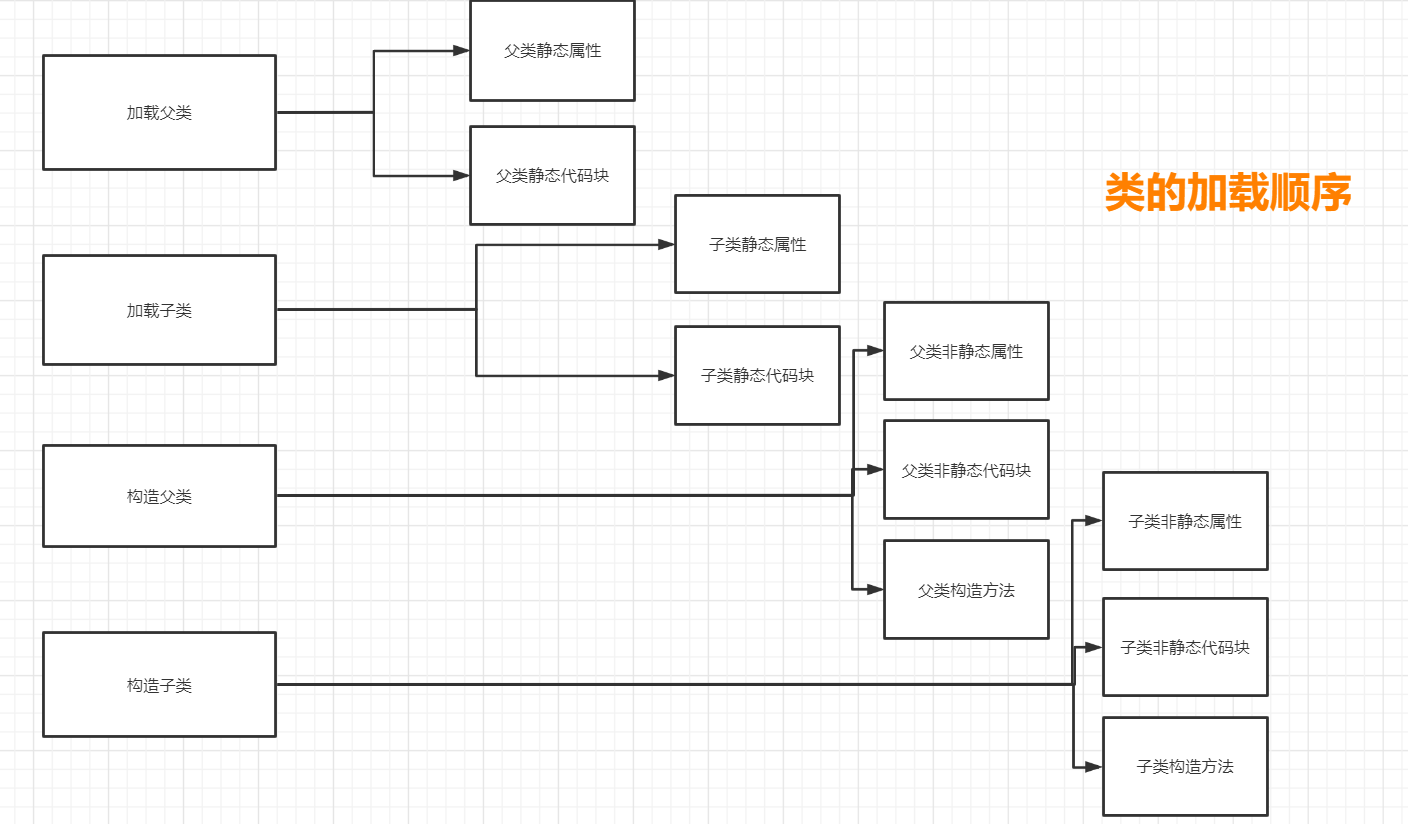 类的加载顺序
加载父类
父类静态属性
父类静态代码块
加载子类
子类静态属性
子类静态代码块
构造父类
父类非静态属性
父类非静态代码块
父类构造方法
构造子类
子类非静态属性
子类非静态代码块
子类构造方法